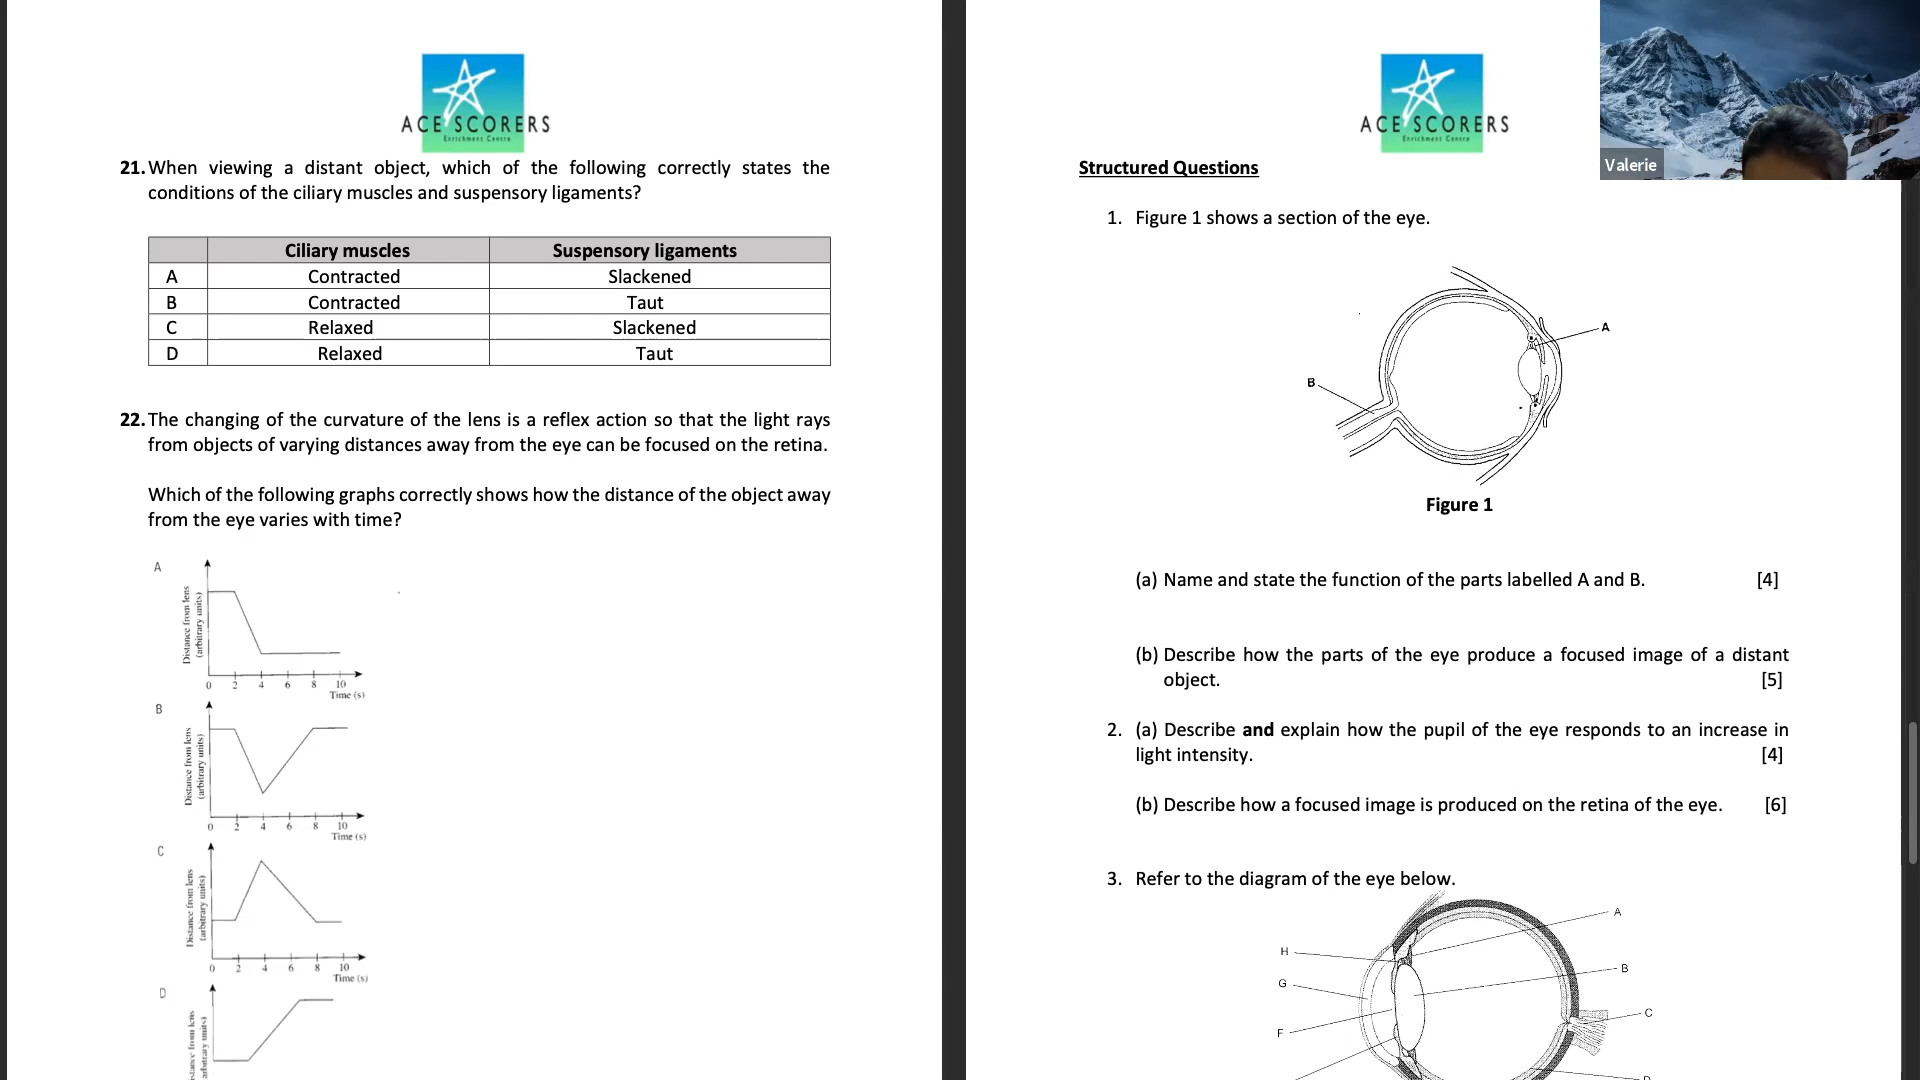 ACE SCORERS
Enrichment Centre
21. When viewing a distant object, which of the following correctly states the
conditions of the ciliary muscles and suspensory ligaments?
Ciliary muscles Suspensory ligaments
A Contracted Slackened
B Contracted Taut
C Relaxed Slackened
D Relaxed Taut
22. The changing of the curvature of the lens is a reflex action so that the light rays
from objects of varying distances away from the eye can be focused on the retina.
Which of the following graphs correctly shows how the distance of the object away
from the eye varies with time?
A
Distance from lens
(arbitrary units)
0 2 4 6 8 10
Time (s)
B
Distance from lens
(arbitrary units)
0 2 4 6 8 10
Time (s)
C
Distance from lens
(arbitrary units)
0 2 4 6 8 10
Time (s)
D
ACE SCORERS
Enrichment Centre
Valerie
Structured Questions
1. Figure 1 shows a section of the eye.
A
B
Figure 1
(a) Name and state the function of the parts labelled A and B. [4]
(b) Describe how the parts of the eye produce a focused image of a distant
object. [5]
2. (a) Describe and explain how the pupil of the eye responds to an increase in
light intensity. [4]
(b) Describe how a focused image is produced on the retina of the eye. [6]
3. Refer to the diagram of the eye below.
A
H
B
G
C
F